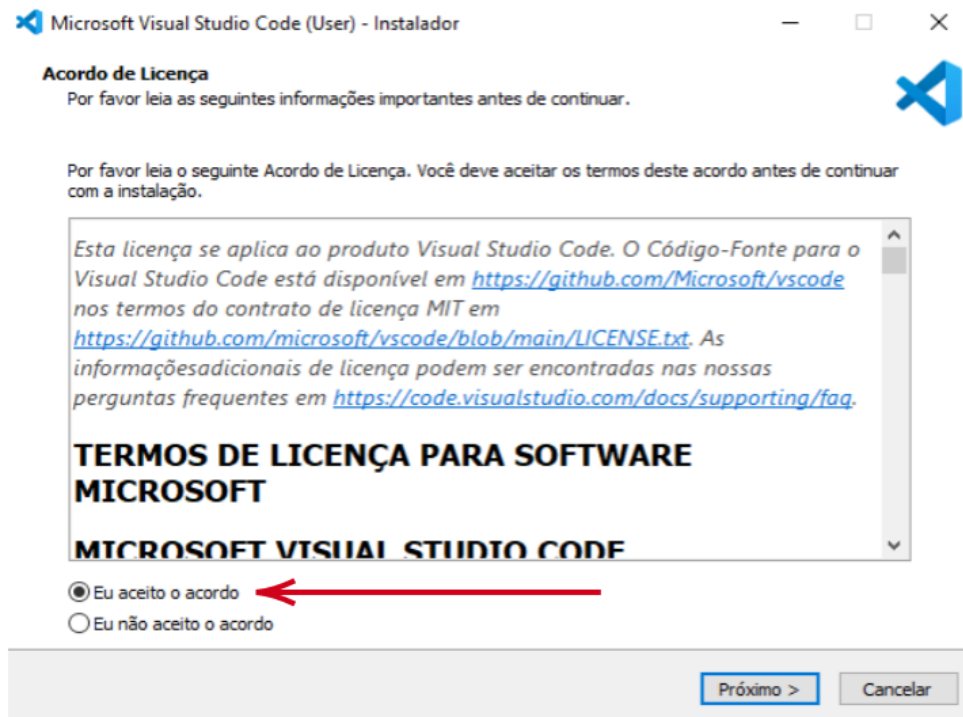 Microsoft Visual Studio Code (User) - Instalador
Acordo de Licença
Por favor leia as seguintes informações importantes antes de continuar.
Por favor leia o seguinte Acordo de Licença. Você deve aceitar os termos deste acordo antes de continuar
com a instalação.
Esta licença se aplica ao produto Visual Studio Code. O Código-Fonte para o
Visual Studio Code está disponível em https://github.com/Microsoft/vscode
nos termos do contrato de licença MIT em
https://github.com/microsoft/vscode/blob/main/LICENSE.txt. As
informaçõesadicionais de licença podem ser encontradas nas nossas
perguntas frequentes em https://code.visualstudio.com/docs/supporting/faq.
TERMOS DE LICENÇA PARA SOFTWARE
MICROSOFT
MICROSOFT VISUAL STUDIO CODE
Eu aceito o acordo
Eu não aceito o acordo
Próximo >
Cancelar